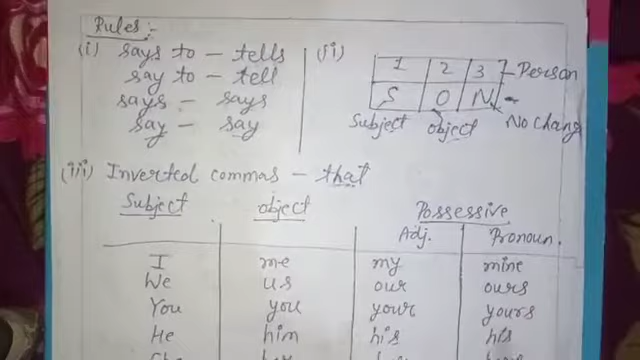 Rules :-
(i) says to - tells
say to - tell
says - says
say - say
(ii) 1 2 3 - Person
S O N -
Subject object No chang
(iii) Inverted commas - that
Subject object Possessive
Adj. Pronoun.
I me my mine
We us our ours
You you your yours
He him his his